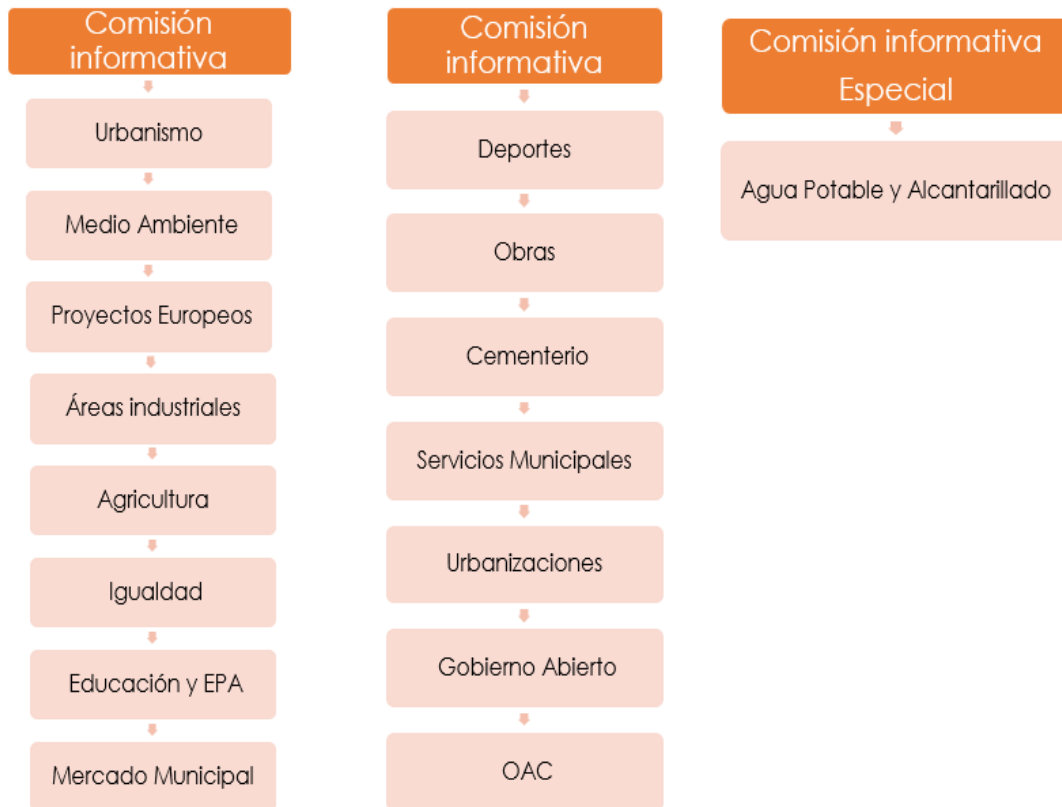 Comisión
informativa
Urbanismo
Medio Ambiente
Proyectos Europeos
Áreas industriales
Agricultura
Igualdad
Educación y EPA
Mercado Municipal
Comisión
informativa
Deportes
Obras
Cementerio
Servicios Municipales
Urbanizaciones
Gobierno Abierto
OAC
Comisión informativa
Especial
Agua Potable y Alcantarillado